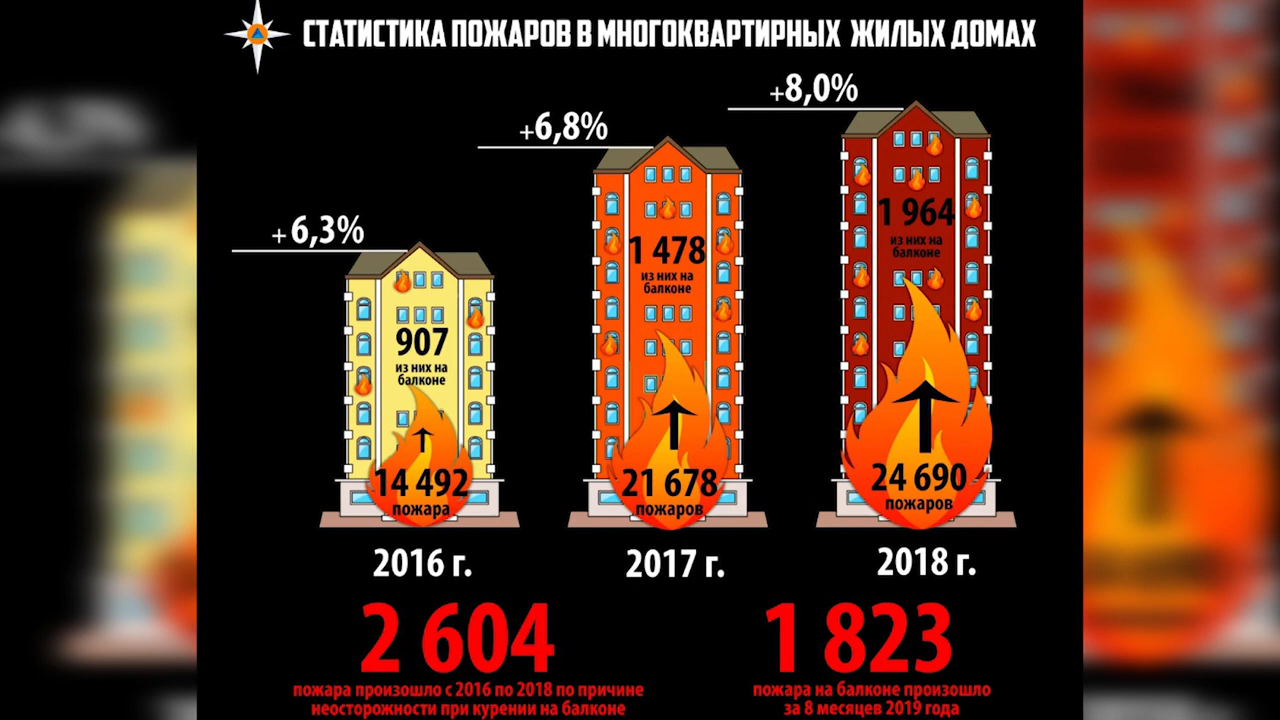 СТАТИСТИКА ПОЖАРОВ В МНОГОКВАРТИРНЫХ ЖИЛЫХ ДОМАХ
+6,3%
907
из них на
балконе
14 492
пожара
2016 г.
+6,8%
1 478
из них на
балконе
21 678
пожаров
2017 г.
+8,0%
1 964
из них на
балконе
24 690
пожаров
2018 г.
2 604
пожара произошло с 2016 по 2018 по причине
неосторожности при курении на балконе
1 823
пожара на балконе произошло
за 8 месяцев 2019 года